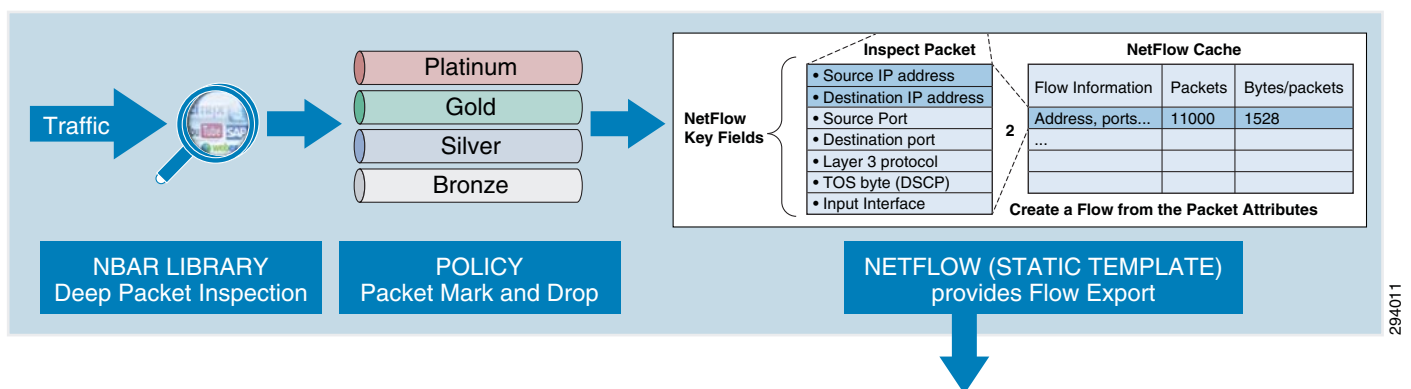 Traffic
Platinum
Gold
Silver
Bronze
NetFlow
Key Fields
Inspect Packet
• Source IP address
• Destination IP address
• Source Port
• Destination port
• Layer 3 protocol
• TOS byte (DSCP)
• Input Interface
2
NetFlow Cache
Flow Information Packets Bytes/packets
Address, ports... 11000 1528
...
Create a Flow from the Packet Attributes
NBAR LIBRARY
Deep Packet Inspection
POLICY
Packet Mark and Drop
NETFLOW (STATIC TEMPLATE)
provides Flow Export
294011